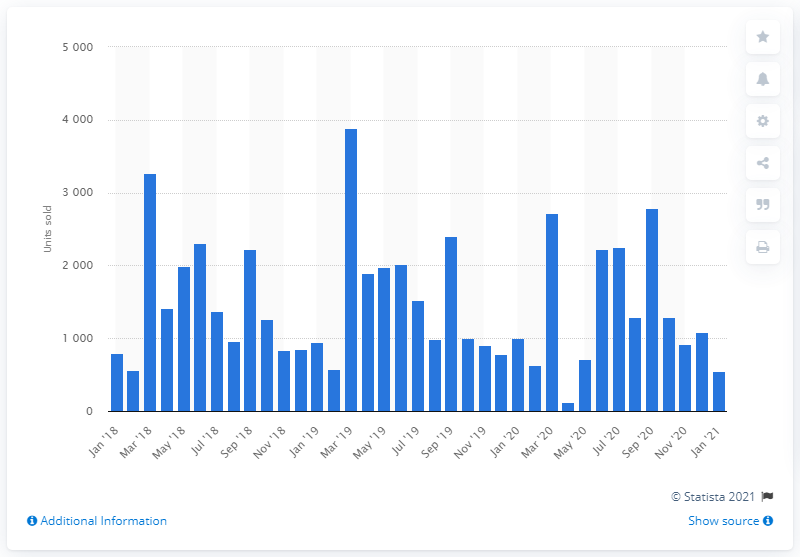 5 000
4 000
3 000
2 000
1 000
0
Units sold
Jan '18
Mar '18
May '18
Jul '18
Sep '18
Nov '18
Jan '19
Mar '19
May '19
Jul '19
Sep '19
Nov '19
Jan '20
Mar '20
May '20
Jul '20
Sep '20
Nov '20
Jan '21
© Statista 2021
Additional Information
Show source